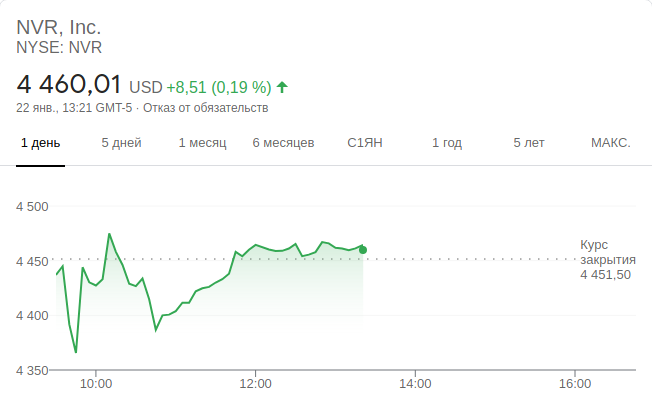 NVR, Inc.
NYSE: NVR
4 460,01 USD +8,51 (0,19 %)
22 янв., 13:21 GMT-5 · Отказ от обязательств
1 день 5 дней 1 месяц 6 месяцев С1ЯН 1 год 5 лет МАКС.
4 500
4 450
4 400
4 350
Курс
закрытия
4 451,50
10:00 12:00 14:00 16:00